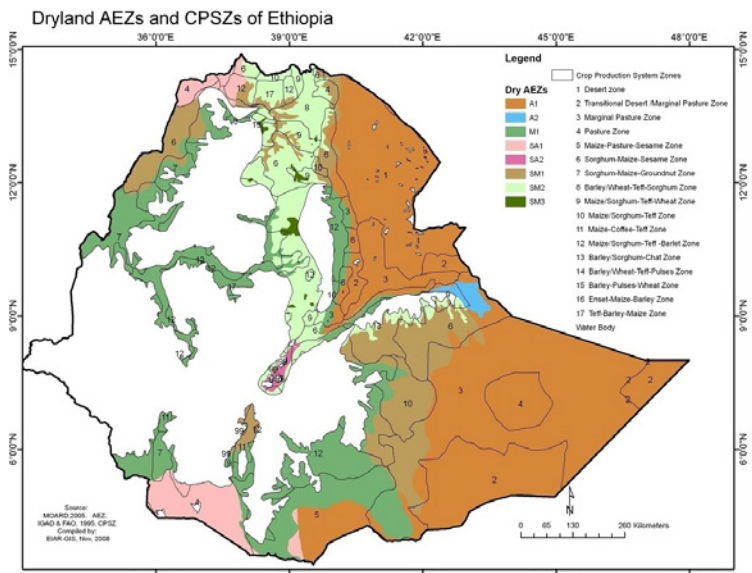 Dryland AEZs and CPSZs of Ethiopia
36°0'0"E 39°0'0"E 42°0'0"E 45°0'0"E 48°0'0"E
15°0'0"N
12°0'0"N
9°0'0"N
6°0'0"N
Legend
Crop Production System Zones
Dry AEZs
A1
A2
M1
SA1
SA2
SM1
SM2
SM3
1 Desert zone
2 Transitional Desert /Marginal Pasture Zone
3 Marginal Pasture Zone
4 Pasture Zone
5 Maize-Pasture-Sesame Zone
6 Sorghum-Maize-Sesame Zone
7 Sorghum-Maize-Groundnut Zone
8 Barley/Wheat-Teff-Sorghum Zone
9 Maize/Sorghum-Teff-Wheat Zone
10 Maize/Sorghum-Teff Zone
11 Maize-Coffee-Teff Zone
12 Maize/Sorghum-Teff -Barlet Zone
13 Barley/Sorghum-Chat Zone
14 Barley/Wheat-Teff-Pulses Zone
15 Barley-Pulses-Wheat Zone
16 Enset-Maize-Barley Zone
17 Teff-Barley-Maize Zone
Water Body
Source:
MOARD,2005. AEZ,
IGAD & FAO, 1995, CPSZ
Compiled by:
EIAR-GIS, Nov, 2008
N
0 65 130 260 Kilometers